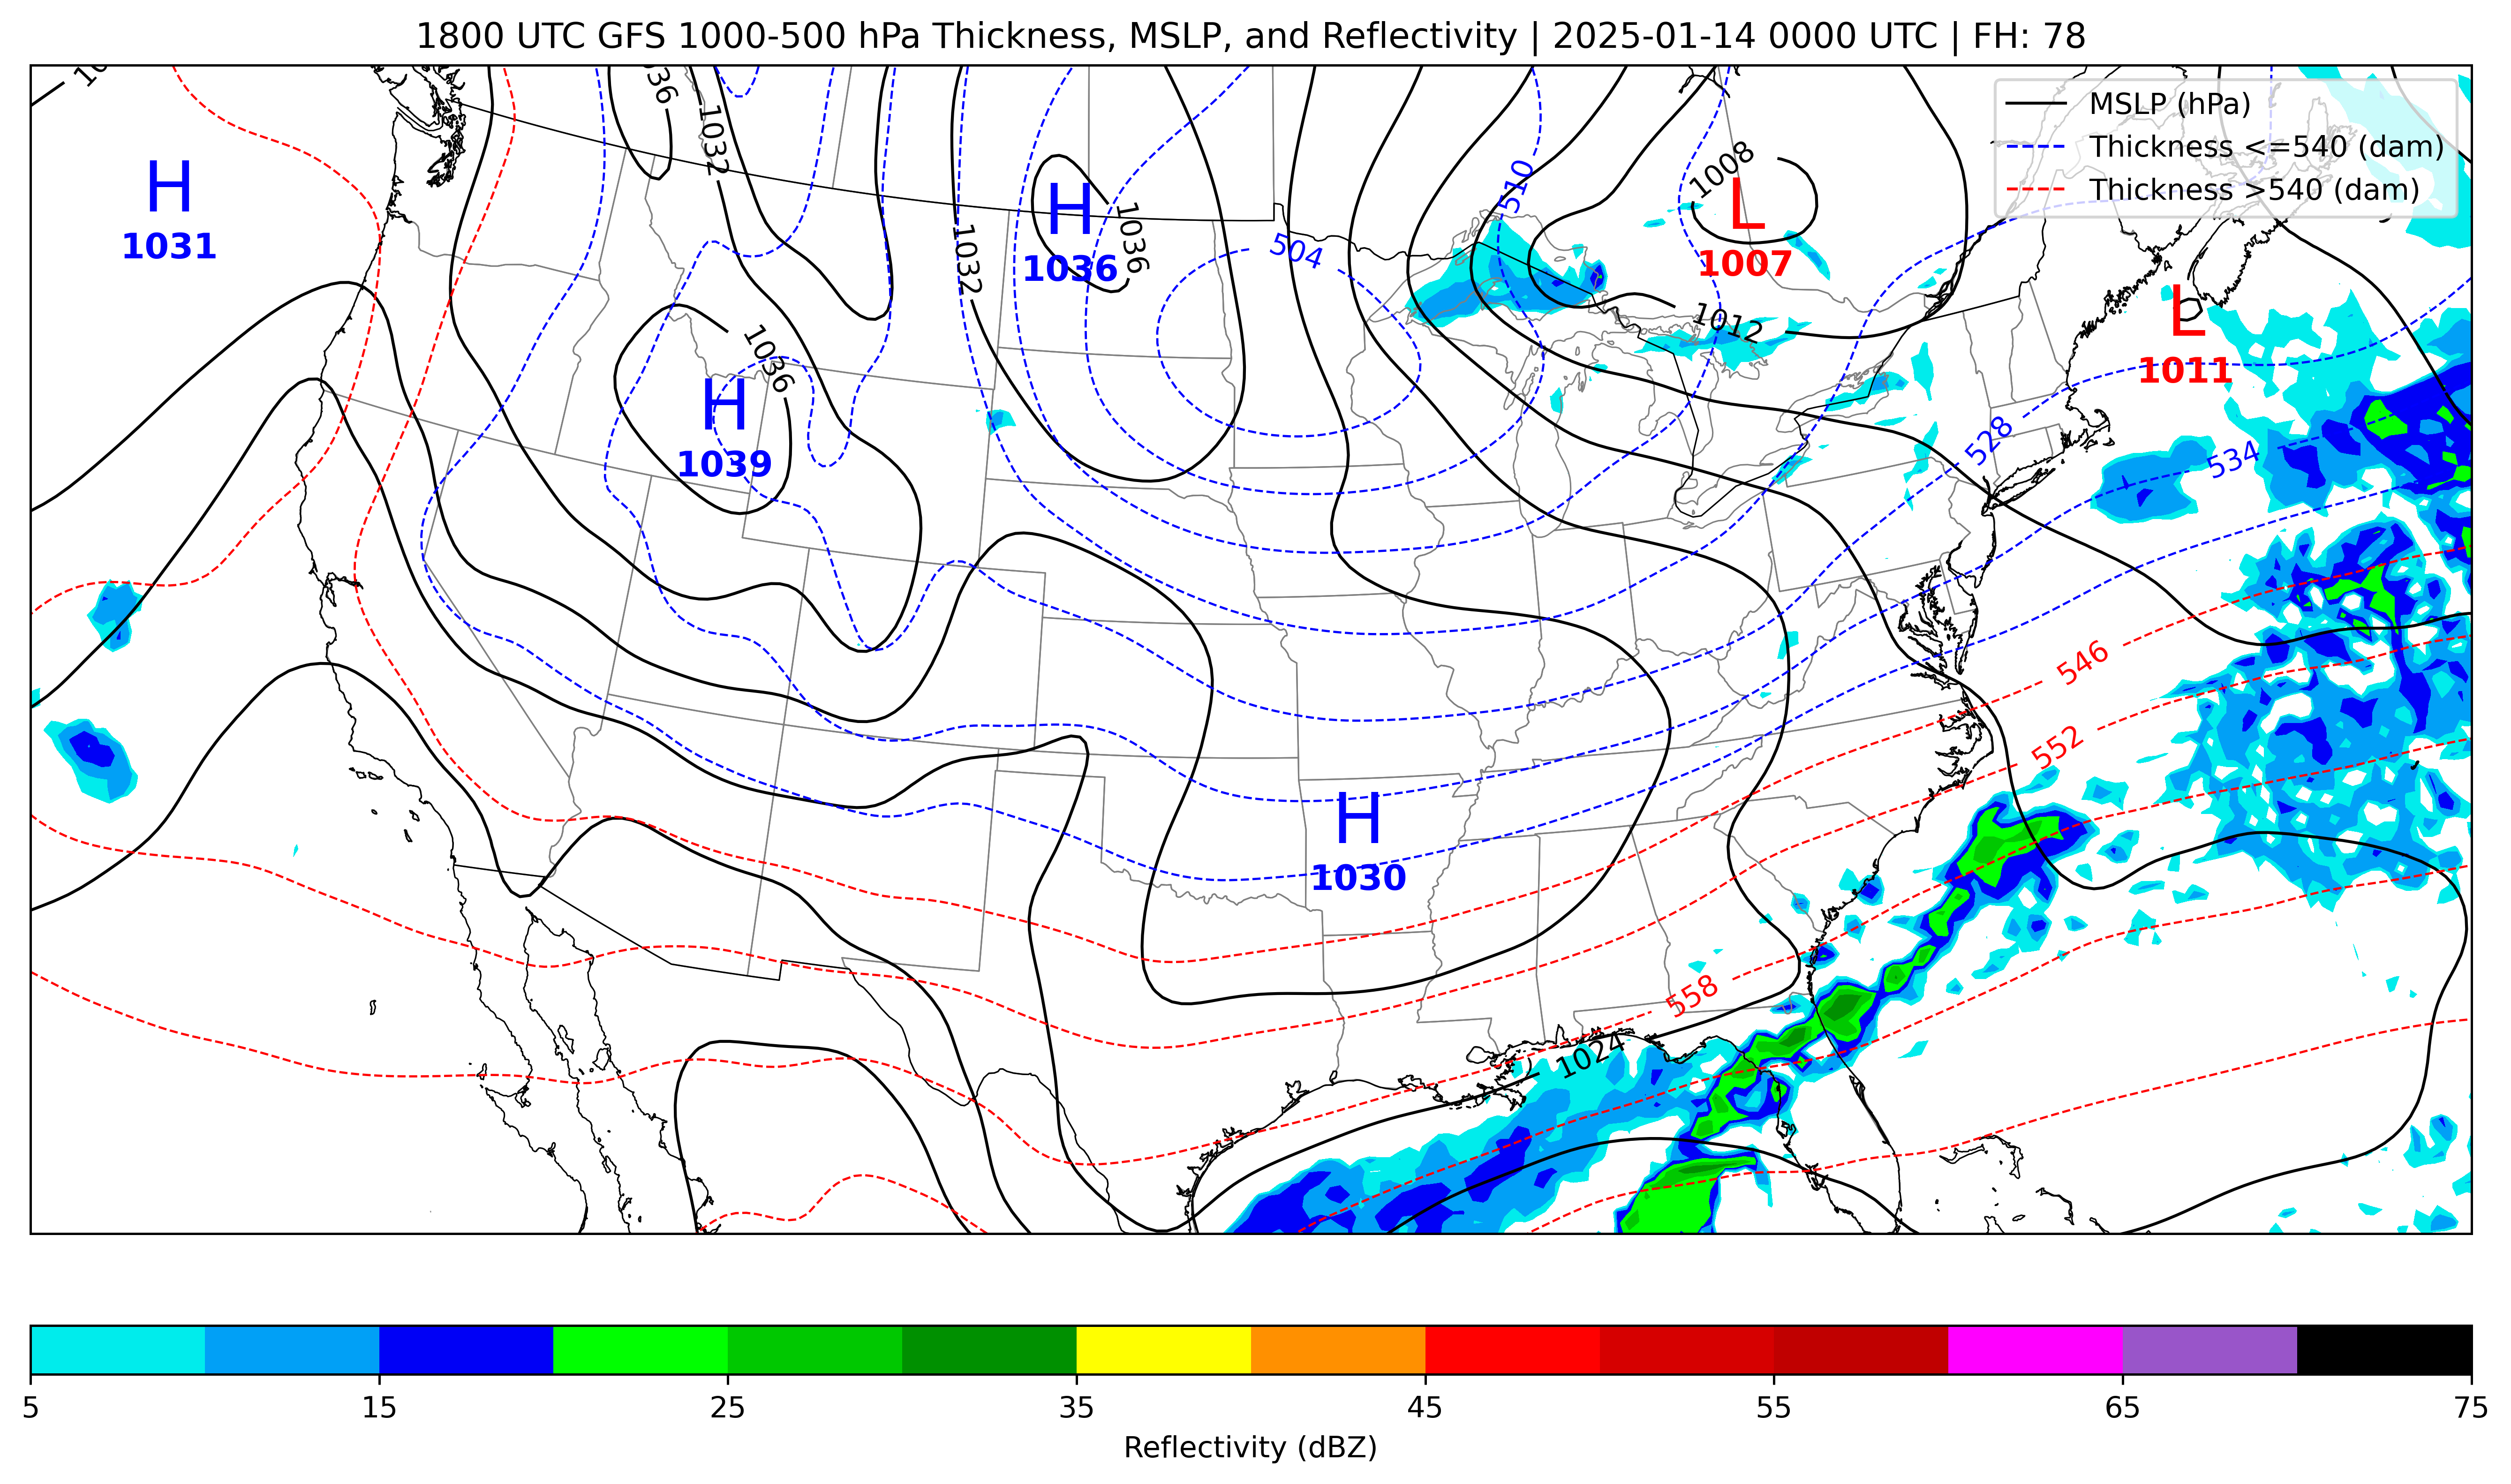 1800 UTC GFS 1000-500 hPa Thickness, MSLP, and Reflectivity | 2025-01-14 0000 UTC | FH: 78
MSLP (hPa)
Thickness <=540 (dam)
Thickness >540 (dam)
1036
1032
1008
510
H
1031
H
1036
1036
1032
504
L
1007
1012
L
1011
1036
H
1039
528
534
546
552
H
1030
558
1024
5 15 25 35 45 55 65 75
Reflectivity (dBZ)